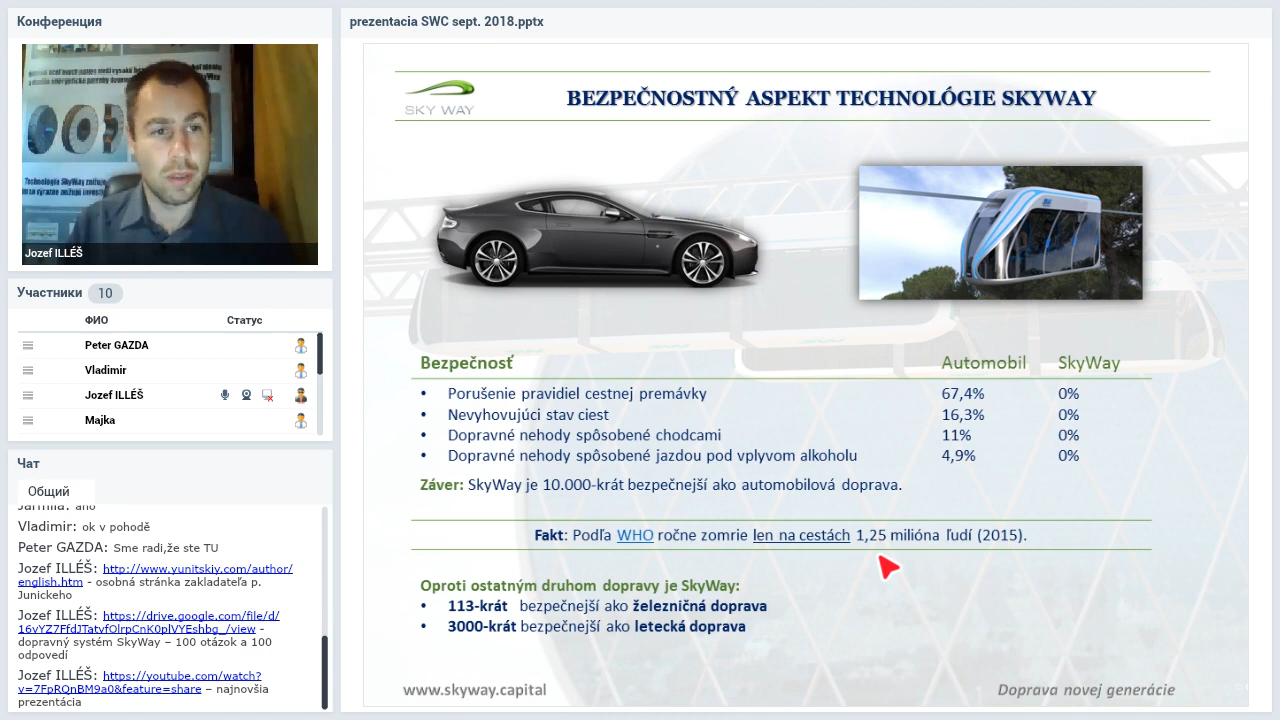 Конференция
Jozef ILLÉŠ
Участники 10
ФИО Статус
Peter GAZDA
Vladimir
Jozef ILLÉŠ
Majka
Чат
Общий
Jarmila: áno
Vladimir: ok v pohodě
Peter GAZDA: Sme radi,že ste TU
Jozef ILLÉŠ: http://www.yunitskiy.com/author/
english.htm - osobná stránka zakladateľa p.
Junickeho
Jozef ILLÉŠ: https://drive.google.com/file/d/
16vYZ7FfdJTatvfOlrpCnK0plVYEshbg_/view -
dopravný systém SkyWay – 100 otázok a 100
odpovedí
Jozef ILLÉŠ: https://youtube.com/watch?
v=7FpRQnBM9a0&feature=share – najnovšia
prezentácia
prezentacia SWC sept. 2018.pptx
SKY WAY
BEZPEČNOSTNÝ ASPEKT TECHNOLÓGIE SKYWAY
Bezpečnosť Automobil SkyWay
• Porušenie pravidiel cestnej premávky 67,4% 0%
• Nevyhovujúci stav ciest 16,3% 0%
• Dopravné nehody spôsobené chodcami 11% 0%
• Dopravné nehody spôsobené jazdou pod vplyvom alkoholu 4,9% 0%
Záver: SkyWay je 10.000-krát bezpečnejší ako automobilová doprava.
Fakt: Podľa WHO ročne zomrie len na cestách 1,25 milióna ľudí (2015).
Oproti ostatným druhom dopravy je SkyWay:
• 113-krát bezpečnejší ako železničná doprava
• 3000-krát bezpečnejší ako letecká doprava
www.skyway.capital
Doprava novej generácie